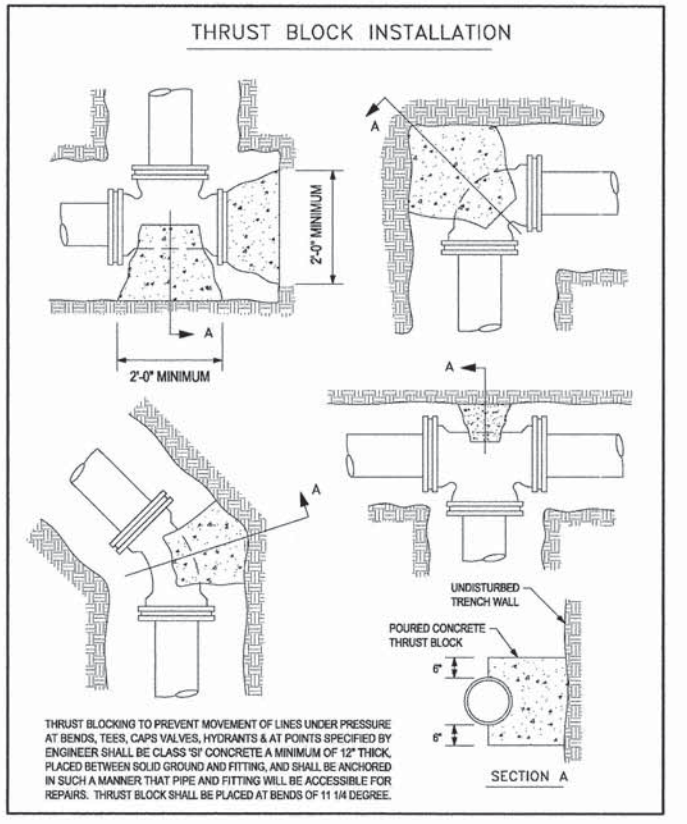 THRUST BLOCK INSTALLATION
A
2'-0" MINIMUM
A
2'-0" MINIMUM
A
A
UNDISTURBED
TRENCH WALL
POURED CONCRETE
THRUST BLOCK
6"
6"
SECTION A
THRUST BLOCKING TO PREVENT MOVEMENT OF LINES UNDER PRESSURE
AT BENDS, TEES, CAPS VALVES, HYDRANTS & AT POINTS SPECIFIED BY
ENGINEER SHALL BE CLASS 'SI' CONCRETE A MINIMUM OF 12" THICK,
PLACED BETWEEN SOLID GROUND AND FITTING, AND SHALL BE ANCHORED
IN SUCH A MANNER THAT PIPE AND FITTING WILL BE ACCESSIBLE FOR
REPAIRS. THRUST BLOCK SHALL BE PLACED AT BENDS OF 11 1/4 DEGREE.